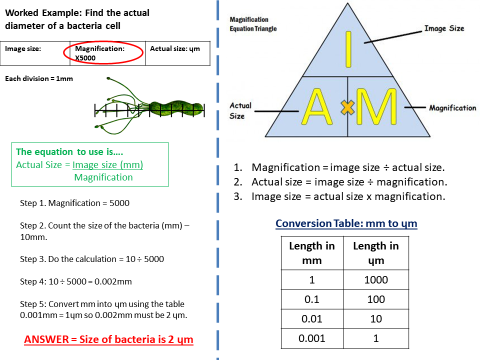 Worked Example: Find the actual
diameter of a bacteria cell
Image size:
Magnification:
X5000
Actual size: ųm
Each division = 1mm
The equation to use is….
Actual Size = Image size (mm)
Magnification
Step 1. Magnification = 5000
Step 2. Count the size of the bacteria (mm) –
10mm.
Step 3. Do the calculation = 10 ÷ 5000
Step 4: 10 ÷ 5000 = 0.002mm
Step 5: Convert mm into ųm using the table
0.001mm = 1ųm so 0.002mm must be 2 ųm.
ANSWER = Size of bacteria is 2 ųm
Magnification
Equation Triangle
Image Size
I
A × M
Actual
Size
Magnification
1. Magnification = image size ÷ actual size.
2. Actual size = image size ÷ magnification.
3. Image size = actual size x magnification.
Conversion Table: mm to ųm
Length in
mm
Length in
ųm
1 1000
0.1 100
0.01 10
0.001 1